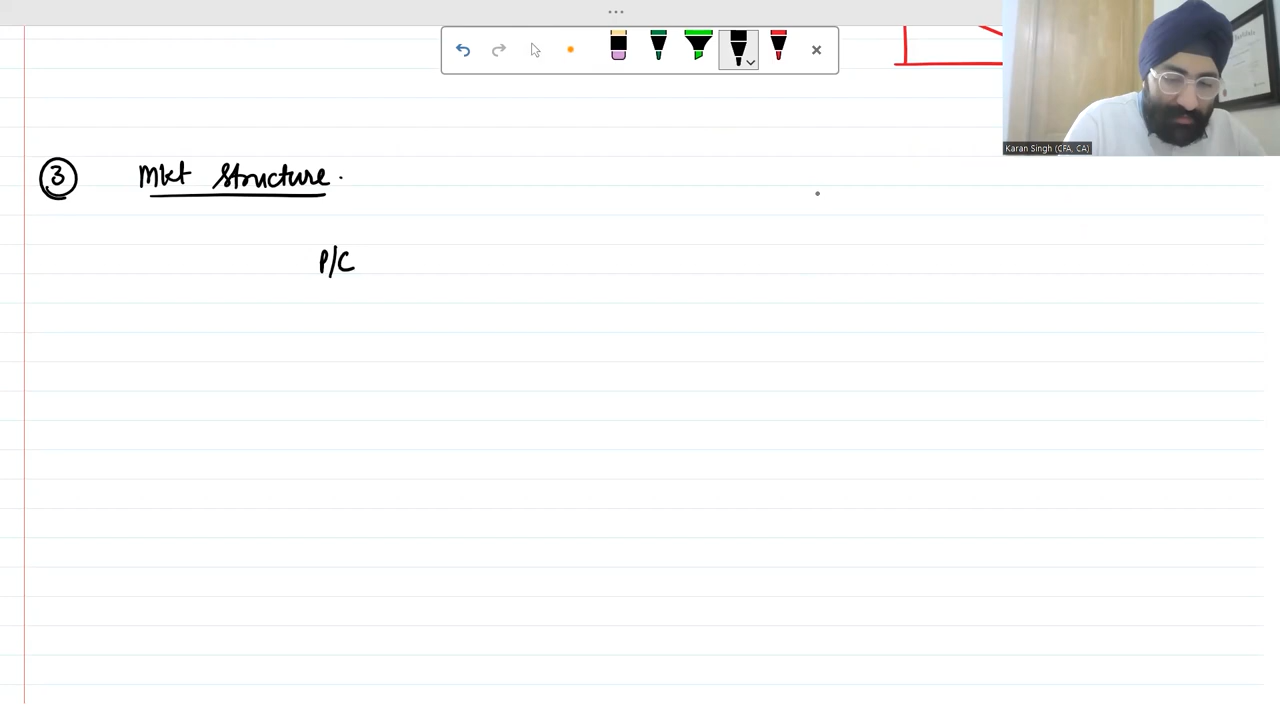 Karan Singh (CFA, CA)
3 Mkt Structure.
P/C